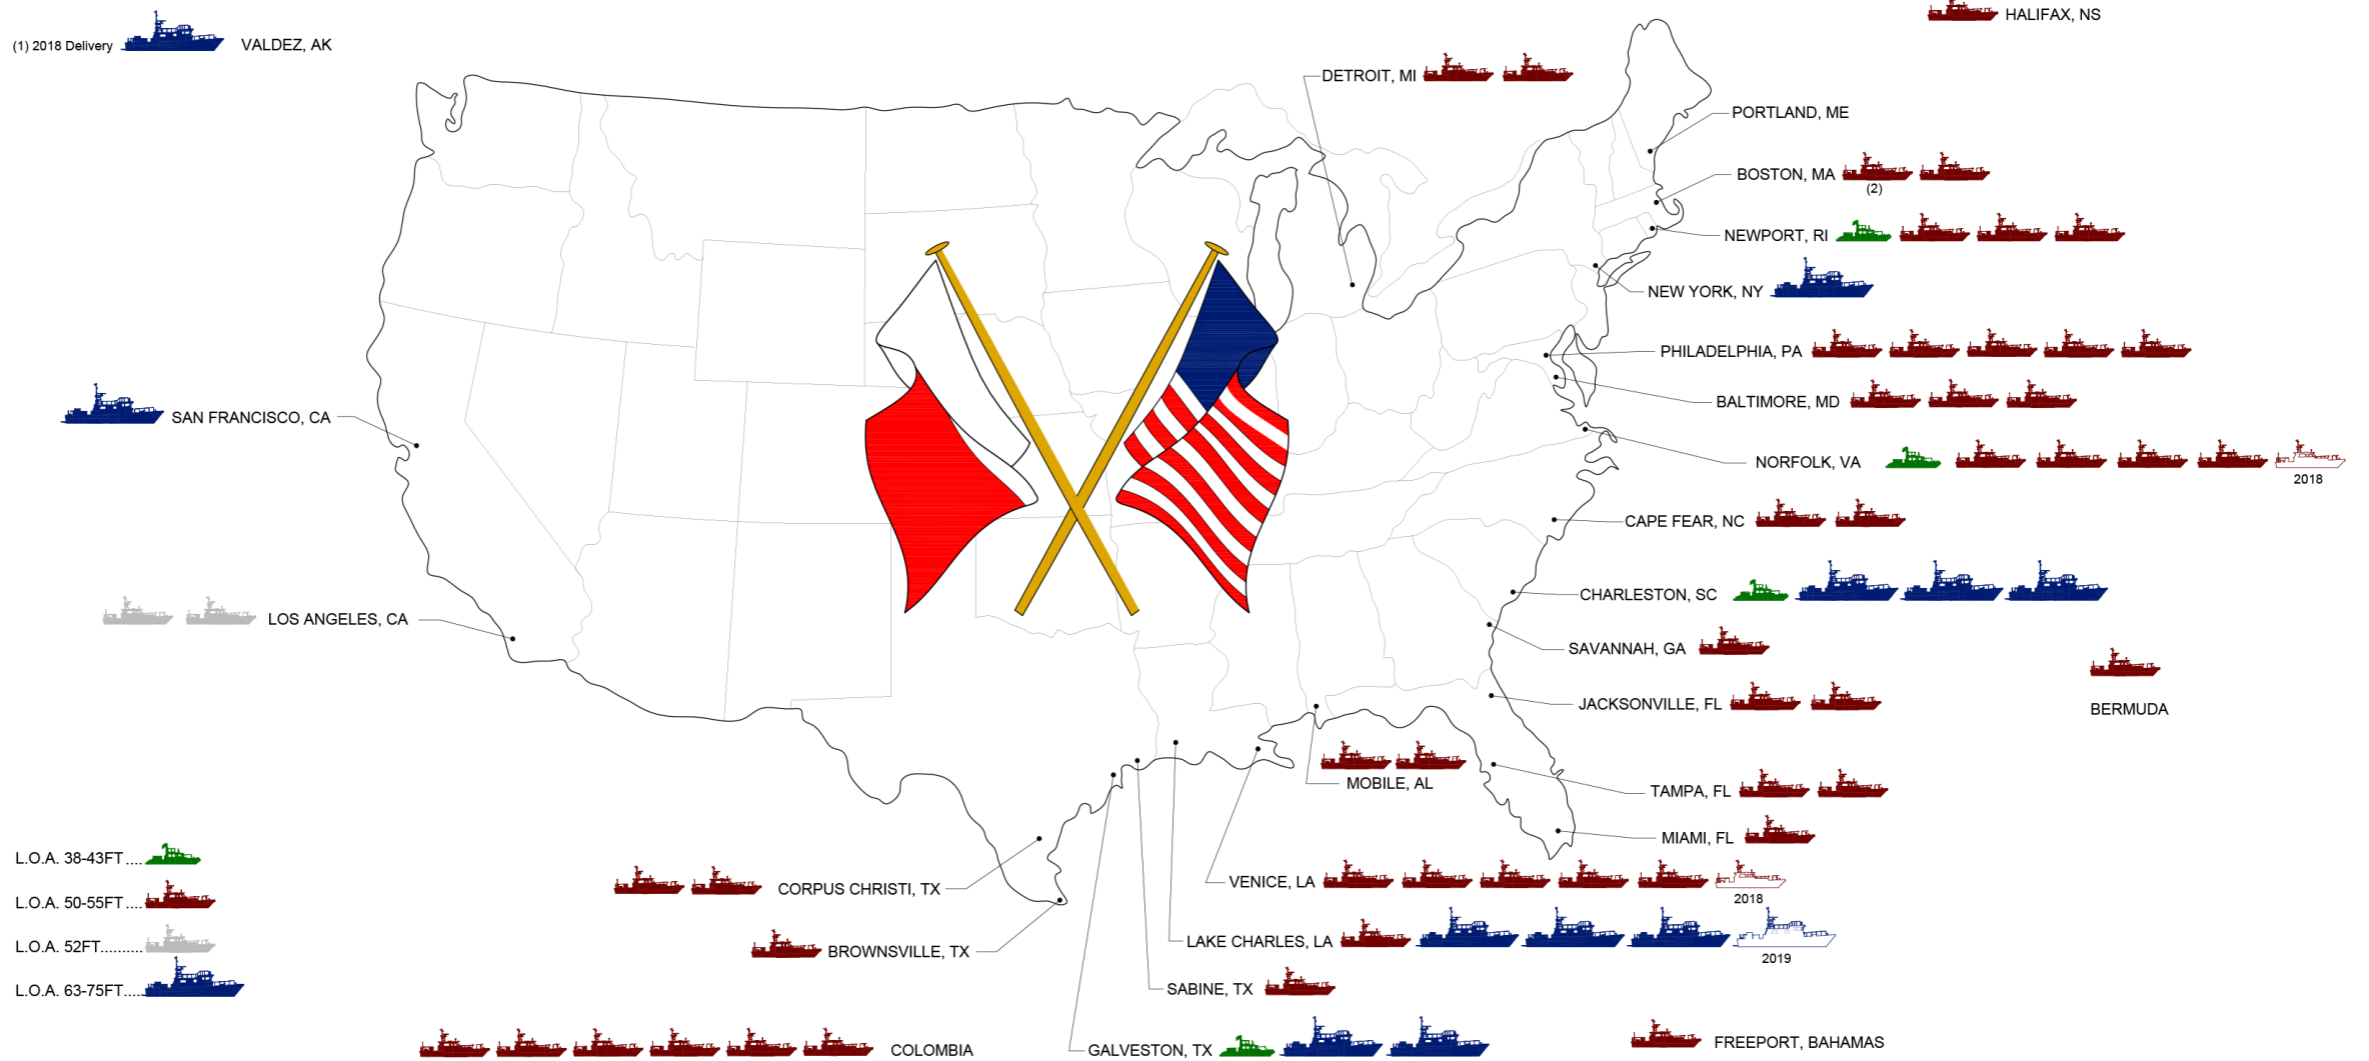 HALIFAX, NS
(1) 2018 Delivery VALDEZ, AK
DETROIT, MI
PORTLAND, ME
BOSTON, MA
(2)
NEWPORT, RI
NEW YORK, NY
PHILADELPHIA, PA
BALTIMORE, MD
SAN FRANCISCO, CA
NORFOLK, VA
2018
CAPE FEAR, NC
CHARLESTON, SC
LOS ANGELES, CA
SAVANNAH, GA
JACKSONVILLE, FL
BERMUDA
MOBILE, AL
TAMPA, FL
MIAMI, FL
L.O.A. 38-43FT....
VENICE, LA
2018
CORPUS CHRISTI, TX
L.O.A. 50-55FT....
LAKE CHARLES, LA
2019
L.O.A. 52FT..........
BROWNSVILLE, TX
SABINE, TX
L.O.A. 63-75FT.....
COLOMBIA
GALVESTON, TX
FREEPORT, BAHAMAS